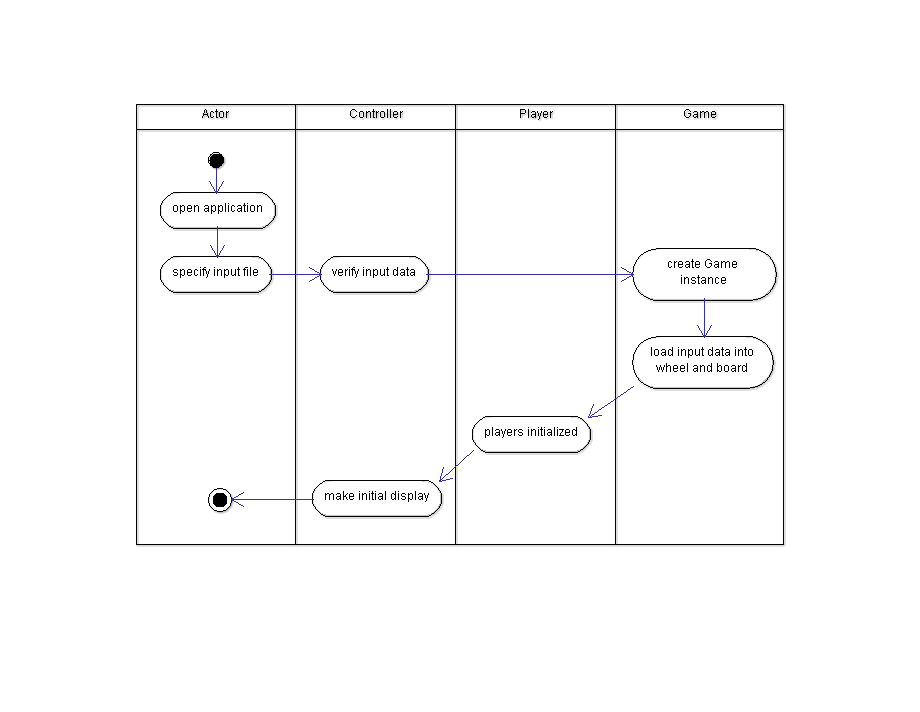 Actor
Controller
Player
Game
open application
specify input file
verify input data
create Game
instance
load input data into
wheel and board
players initialized
make initial display